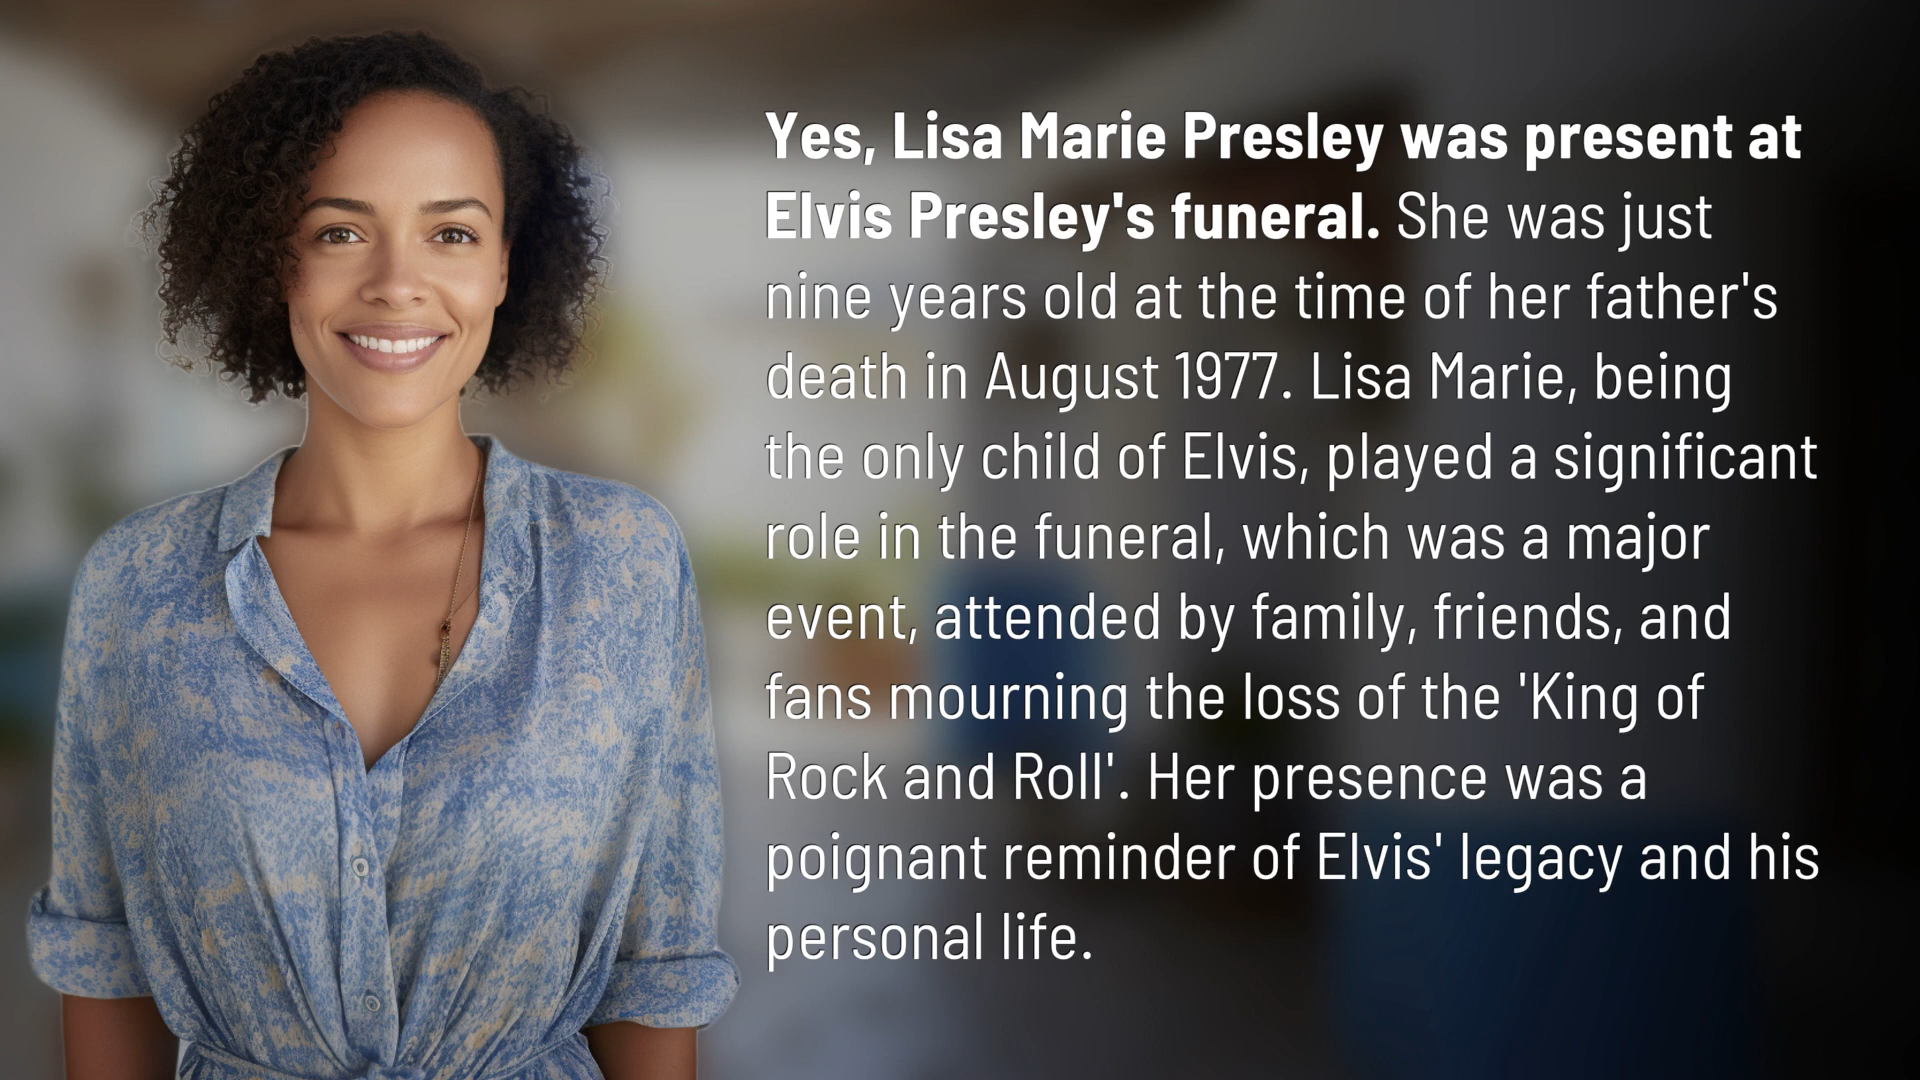 Yes, Lisa Marie Presley was present at
Elvis Presley's funeral. She was just
nine years old at the time of her father's
death in August 1977. Lisa Marie, being
the only child of Elvis, played a significant
role in the funeral, which was a major
event, attended by family, friends, and
fans mourning the loss of the 'King of
Rock and Roll'. Her presence was a
poignant reminder of Elvis' legacy and his
personal life.